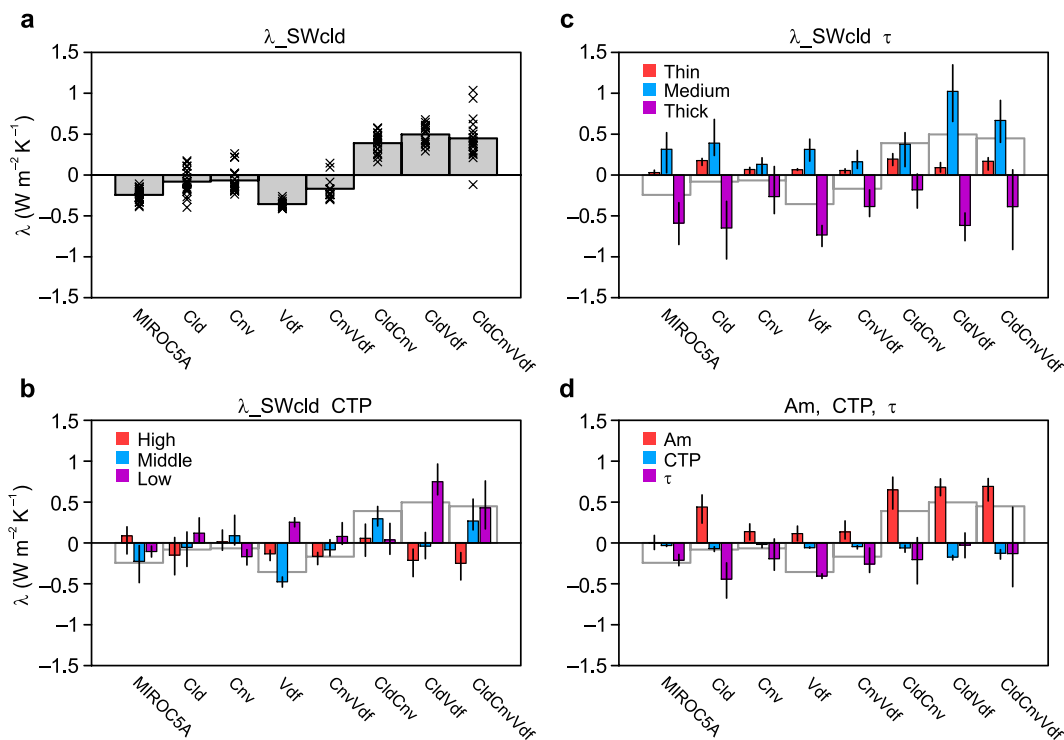 a
λ_SWcld
λ (W m−2 K−1)
1.5
1
0.5
0
−0.5
−1
−1.5
MIROC5A
Cld
Cnv
Vdf
CnvVdf
CldCnv
CldVdf
CldCnvVdf
b
λ_SWcld CTP
High
Middle
Low
λ (W m−2 K−1)
1.5
1
0.5
0
−0.5
−1
−1.5
MIROC5A
Cld
Cnv
Vdf
CnvVdf
CldCnv
CldVdf
CldCnvVdf
c
λ_SWcld τ
Thin
Medium
Thick
1.5
1
0.5
0
−0.5
−1
−1.5
MIROC5A
Cld
Cnv
Vdf
CnvVdf
CldCnv
CldVdf
CldCnvVdf
d
Am, CTP, τ
Am
CTP
τ
1.5
1
0.5
0
−0.5
−1
−1.5
MIROC5A
Cld
Cnv
Vdf
CnvVdf
CldCnv
CldVdf
CldCnvVdf